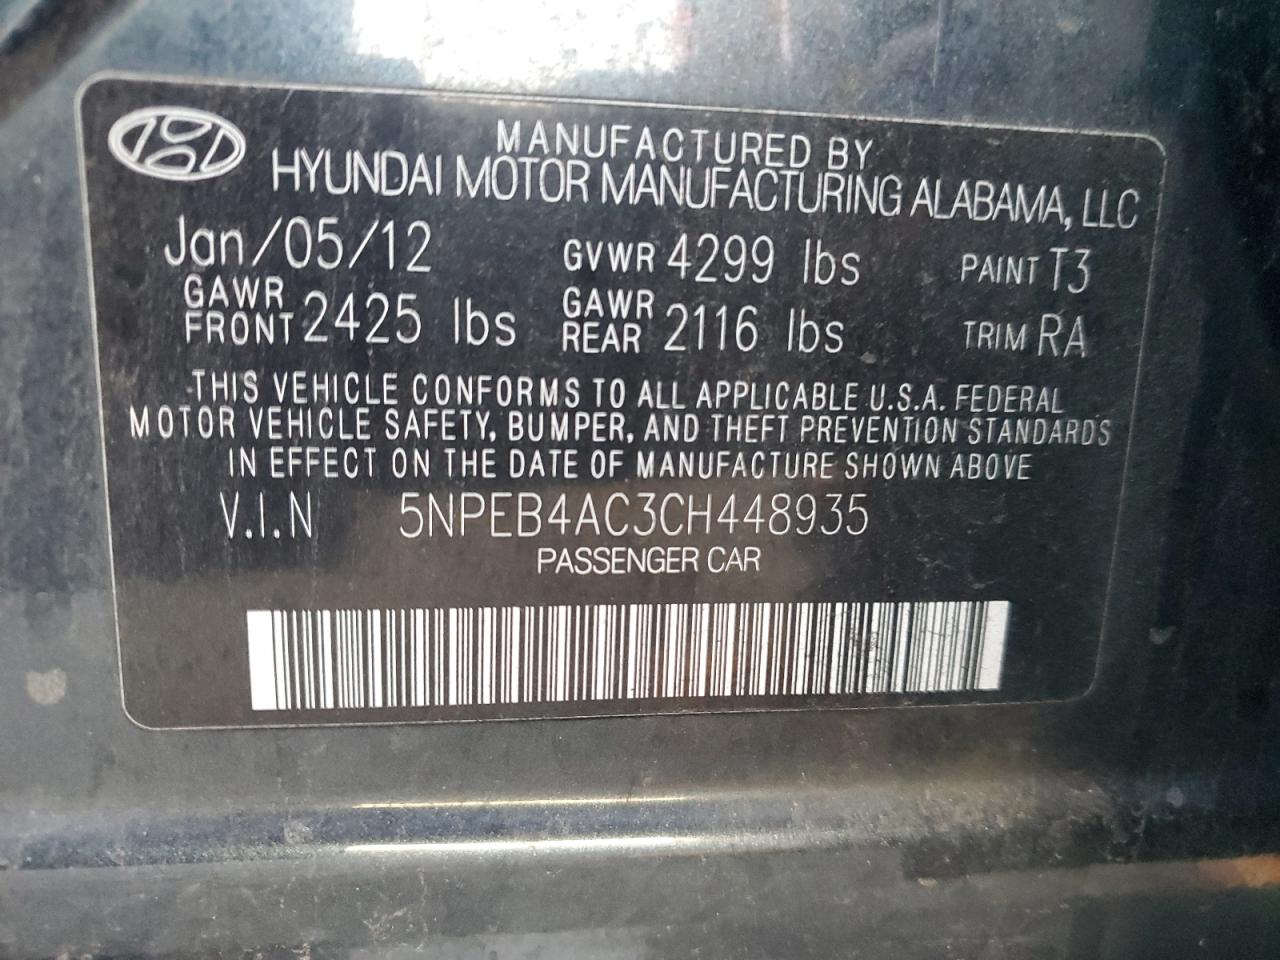 MANUFACTURED BY
HYUNDAI MOTOR MANUFACTURING ALABAMA, LLC
Jan/05/12 GVWR 4299 lbs PAINT T3
GAWR FRONT 2425 lbs GAWR REAR 2116 lbs TRIM RA
THIS VEHICLE CONFORMS TO ALL APPLICABLE U.S.A. FEDERAL
MOTOR VEHICLE SAFETY, BUMPER, AND THEFT PREVENTION STANDARDS
IN EFFECT ON THE DATE OF MANUFACTURE SHOWN ABOVE
V.I.N 5NPEB4AC3CH448935
PASSENGER CAR